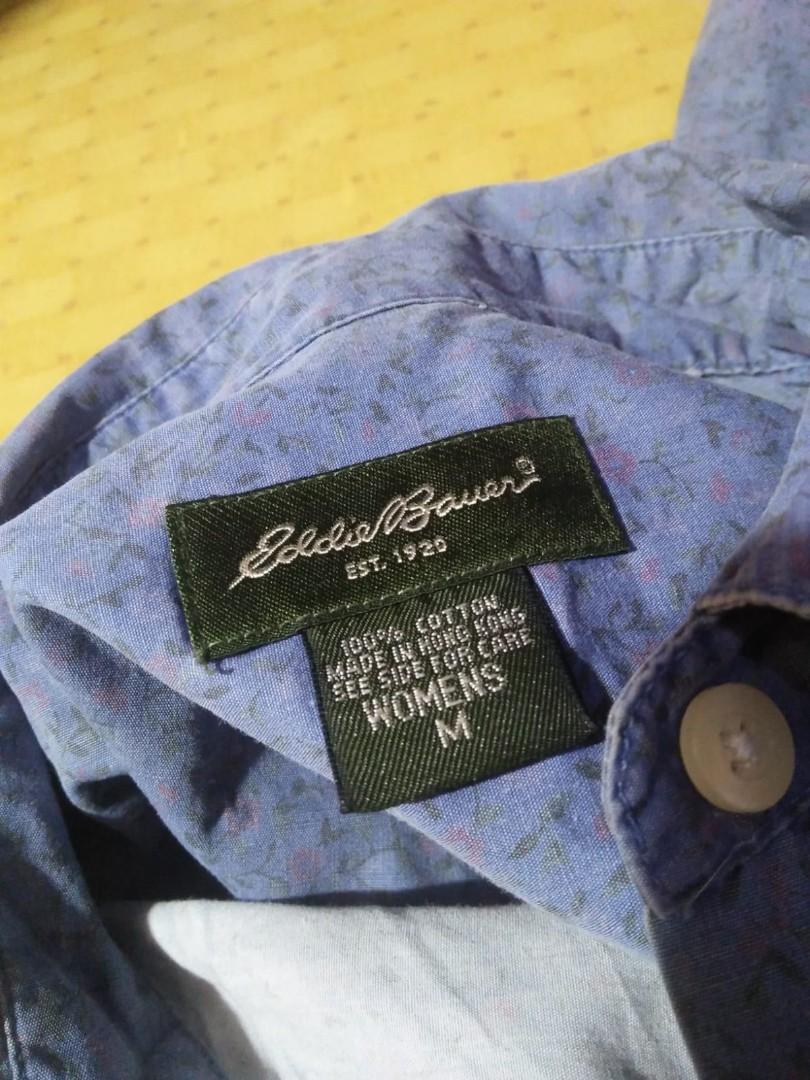 Eddie Bauer®
EST. 1920
100% COTTON
MADE IN HONG KONG
SEE SIDE FOR CARE
WOMENS
M